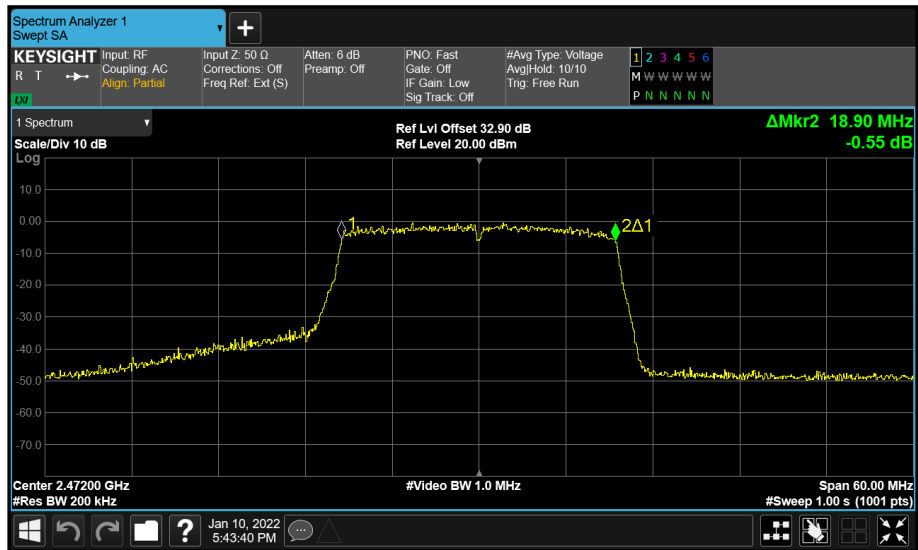 Spectrum Analyzer 1
Swept SA
KEYSIGHT
R T
LXI
Input: RF
Coupling: AC
Align: Partial
Input Z: 50 Ω
Corrections: Off
Freq Ref: Ext (S)
Atten: 6 dB
Preamp: Off
PNO: Fast
Gate: Off
IF Gain: Low
Sig Track: Off
#Avg Type: Voltage
Avg|Hold: 10/10
Trig: Free Run
1 2 3 4 5 6
M W W W W W
P N N N N N
1 Spectrum
Scale/Div 10 dB
Ref Lvl Offset 32.90 dB
Ref Level 20.00 dBm
ΔMkr2 18.90 MHz
-0.55 dB
Log
10.0
0.00
-10.0
-20.0
-30.0
-40.0
-50.0
-60.0
-70.0
1
2Δ1
Center 2.47200 GHz
#Res BW 200 kHz
#Video BW 1.0 MHz
Span 60.00 MHz
#Sweep 1.00 s (1001 pts)
?
Jan 10, 2022
5:43:40 PM